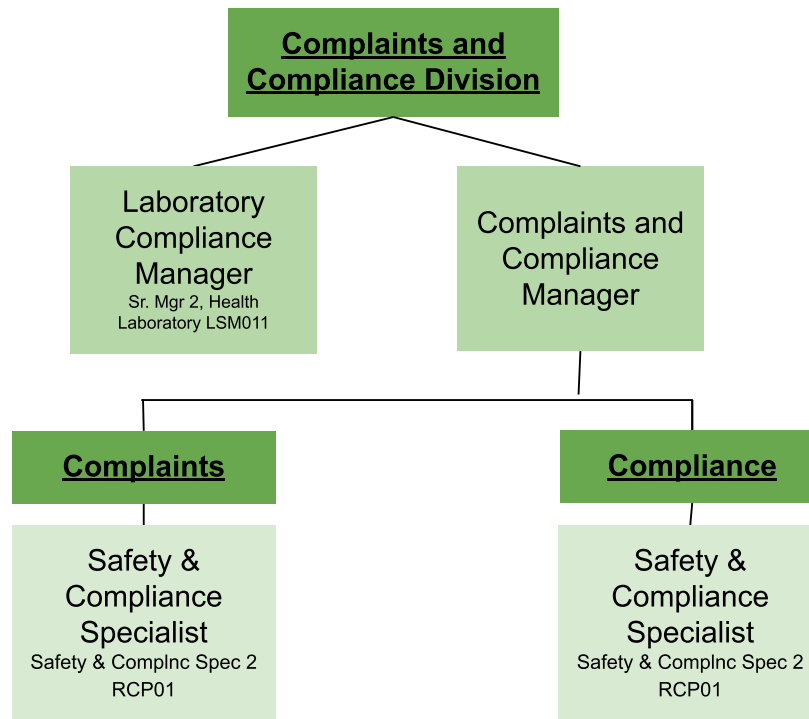 Complaints and
Compliance Division
Laboratory
Compliance
Manager
Sr. Mgr 2, Health
Laboratory LSM011
Complaints and
Compliance
Manager
Complaints
Compliance
Safety &
Compliance
Specialist
Safety & Complnc Spec 2
RCP01
Safety &
Compliance
Specialist
Safety & Complnc Spec 2
RCP01